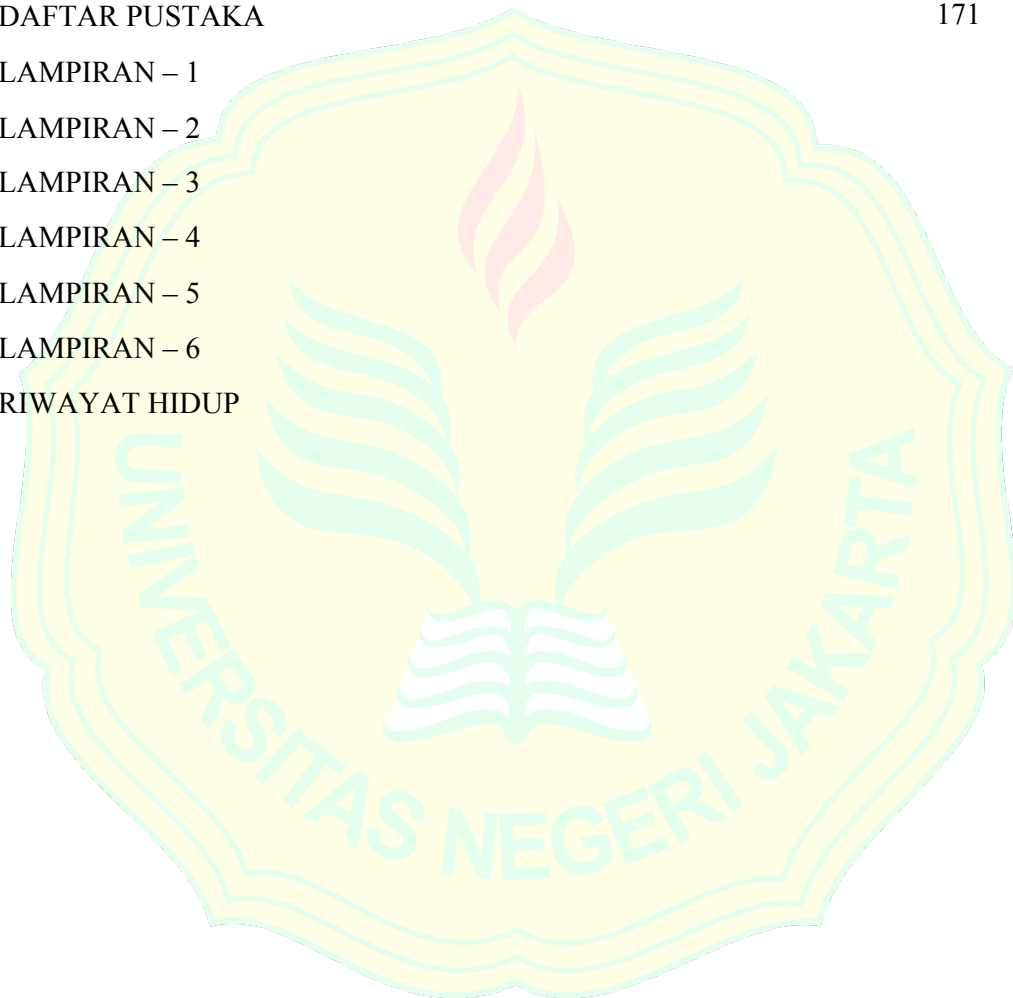 DAFTAR PUSTAKA 171
LAMPIRAN – 1
LAMPIRAN – 2
LAMPIRAN – 3
LAMPIRAN – 4
LAMPIRAN – 5
LAMPIRAN – 6
RIWAYAT HIDUP
UNIVERSITAS NEGERI JAKARTA